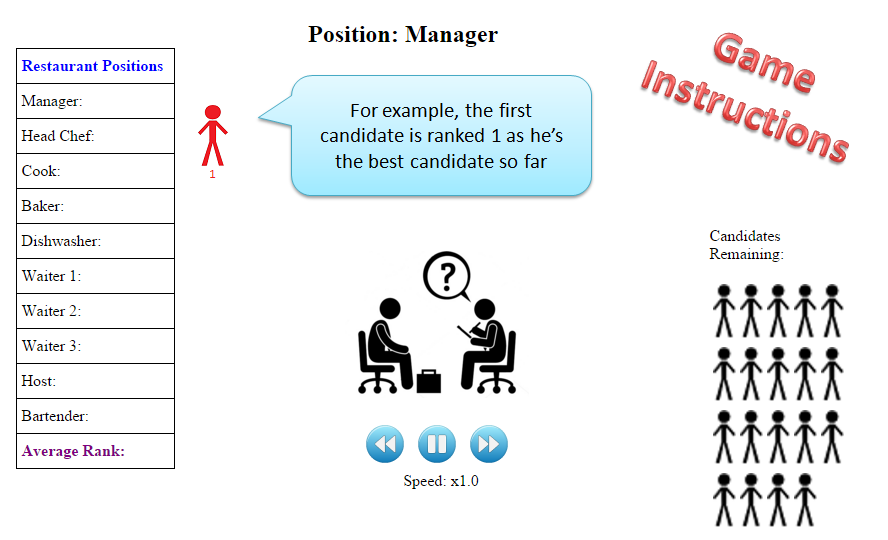 Position: Manager
Game
Instructions
Restaurant Positions
Manager:
Head Chef:
Cook:
Baker:
Dishwasher:
Waiter 1:
Waiter 2:
Waiter 3:
Host:
Bartender:
Average Rank:
1
For example, the first
candidate is ranked 1 as he’s
the best candidate so far
?
Candidates
Remaining:
Speed: x1.0